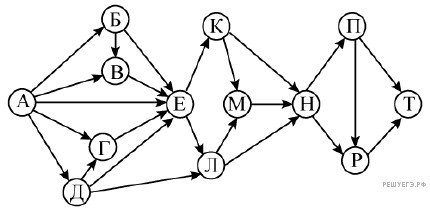 Б К П
В
А Е М Н Т
Г
Д Л Р
РЕШУЕГЭ.РФ